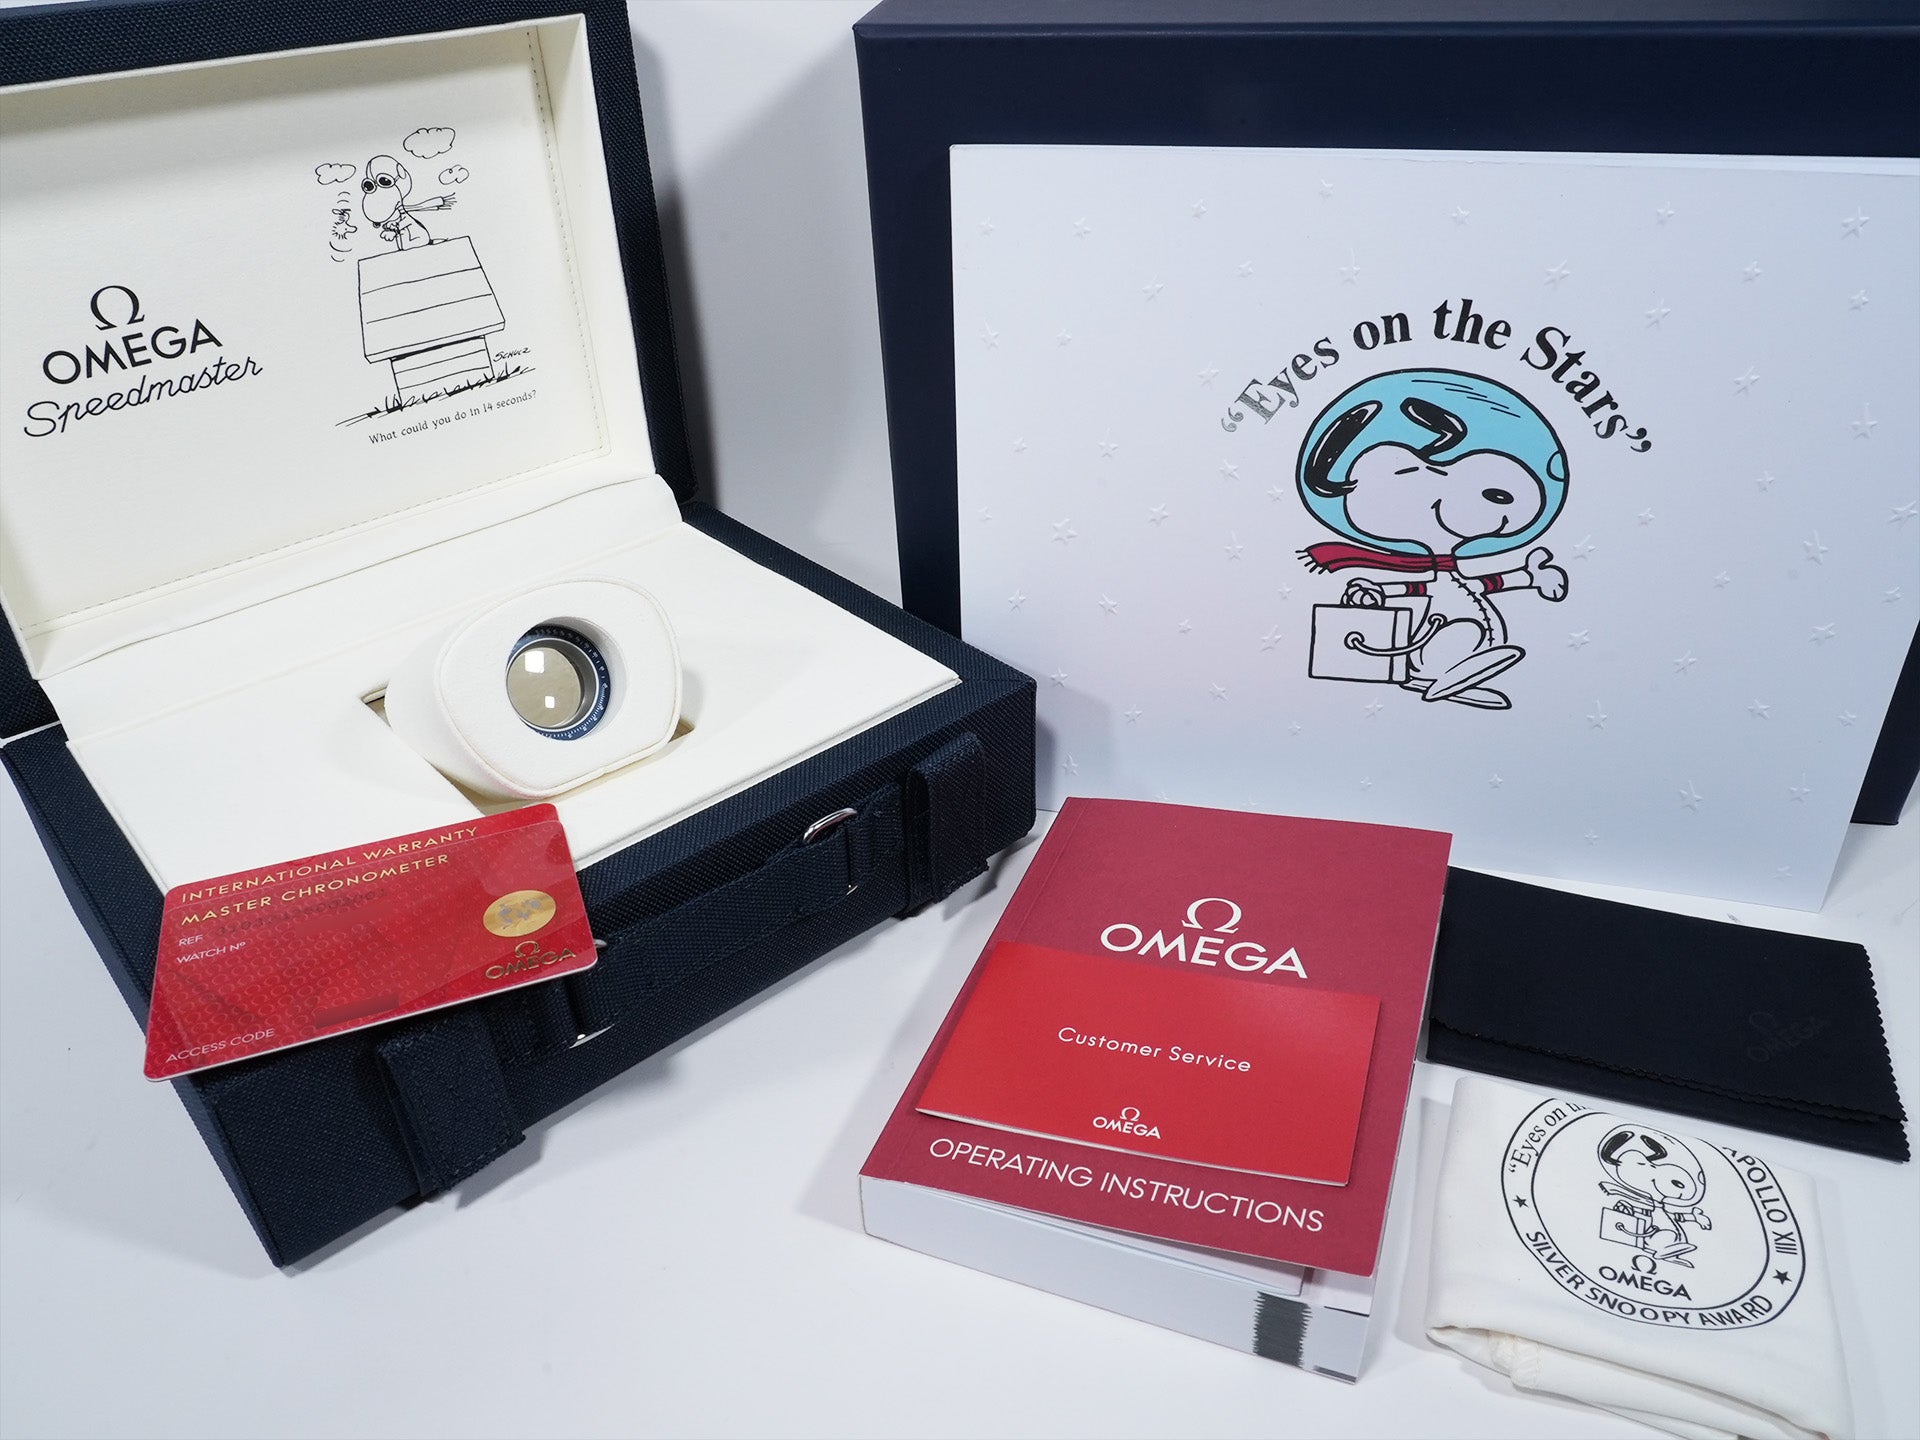 Ω
OMEGA
Speedmaster
SCHULZ
What could you do in 14 seconds?
"Eyes on the Stars"
INTERNATIONAL WARRANTY
MASTER CHRONOMETER
REF
WATCH Nº
ACCESS CODE
Ω
OMEGA
Ω
OMEGA
Customer Service
Ω
OMEGA
OPERATING INSTRUCTIONS
Ω
OMEGA
"Eyes on
APOLLO XIII
Ω
OMEGA
SILVER SNOOPY AWARD